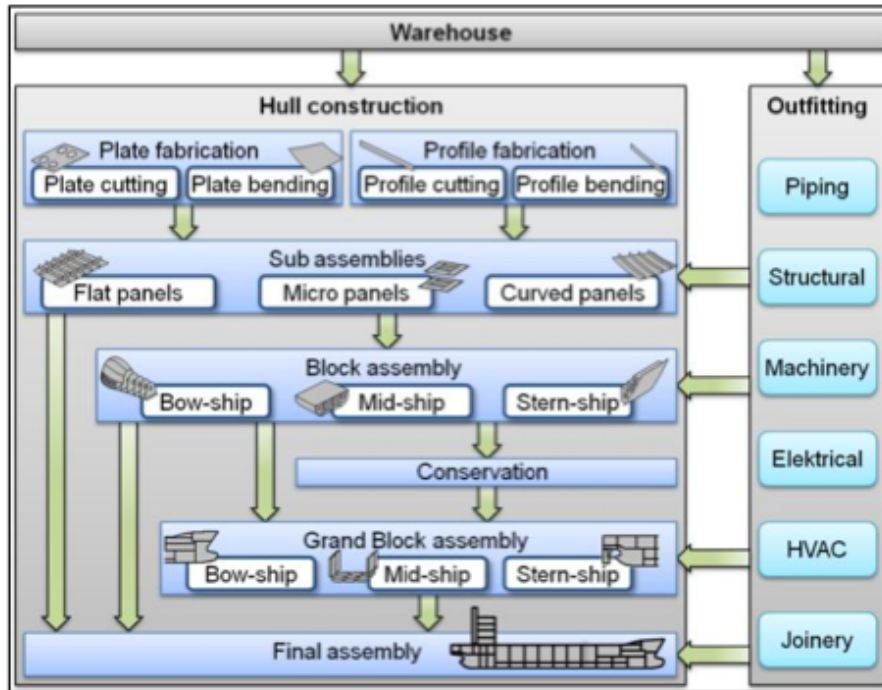 Warehouse
Hull construction
Outfitting
Plate fabrication
Profile fabrication
Plate cutting
Plate bending
Profile cutting
Profile bending
Piping
Sub assemblies
Flat panels
Micro panels
Curved panels
Structural
Block assembly
Bow-ship
Mid-ship
Stern-ship
Machinery
Conservation
Elektrical
Grand Block assembly
Bow-ship
Mid-ship
Stern-ship
HVAC
Final assembly
Joinery